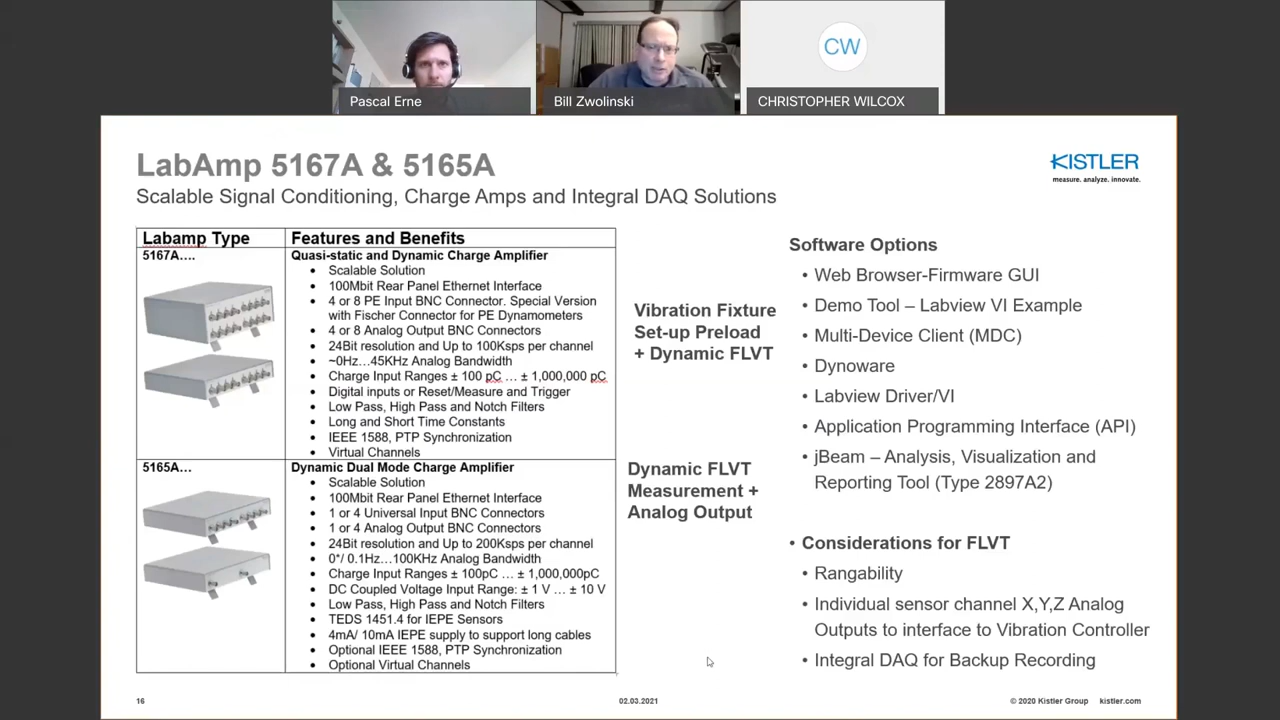 Pascal Erne
Bill Zwolinski
CW
CHRISTOPHER WILCOX
LabAmp 5167A & 5165A
Scalable Signal Conditioning, Charge Amps and Integral DAQ Solutions
KISTLER
measure. analyze. innovate.
Labamp Type
Features and Benefits
5167A....
Quasi-static and Dynamic Charge Amplifier
• Scalable Solution
• 100Mbit Rear Panel Ethernet Interface
• 4 or 8 PE Input BNC Connector. Special Version
with Fischer Connector for PE Dynamometers
• 4 or 8 Analog Output BNC Connectors
• 24Bit resolution and Up to 100Ksps per channel
• ~0Hz…45KHz Analog Bandwidth
• Charge Input Ranges ± 100 pC … ± 1,000,000 pC
• Digital inputs or Reset/Measure and Trigger
• Low Pass, High Pass and Notch Filters
• Long and Short Time Constants
• IEEE 1588, PTP Synchronization
• Virtual Channels
5165A…
Dynamic Dual Mode Charge Amplifier
• Scalable Solution
• 100Mbit Rear Panel Ethernet Interface
• 1 or 4 Universal Input BNC Connectors
• 1 or 4 Analog Output BNC Connectors
• 24Bit resolution and Up to 200Ksps per channel
• 0*/ 0.1Hz…100KHz Analog Bandwidth
• Charge Input Ranges ± 100pC … ± 1,000,000pC
• DC Coupled Voltage Input Range: ± 1 V … ± 10 V
• Low Pass, High Pass and Notch Filters
• TEDS 1451.4 for IEPE Sensors
• 4mA/ 10mA IEPE supply to support long cables
• Optional IEEE 1588, PTP Synchronization
• Optional Virtual Channels
Vibration Fixture
Set-up Preload
+ Dynamic FLVT
Dynamic FLVT
Measurement +
Analog Output
Software Options
• Web Browser-Firmware GUI
• Demo Tool – Labview VI Example
• Multi-Device Client (MDC)
• Dynoware
• Labview Driver/VI
• Application Programming Interface (API)
• jBeam – Analysis, Visualization and
Reporting Tool (Type 2897A2)
• Considerations for FLVT
• Rangability
• Individual sensor channel X,Y,Z Analog
Outputs to interface to Vibration Controller
• Integral DAQ for Backup Recording
16
02.03.2021
© 2020 Kistler Group
kistler.com